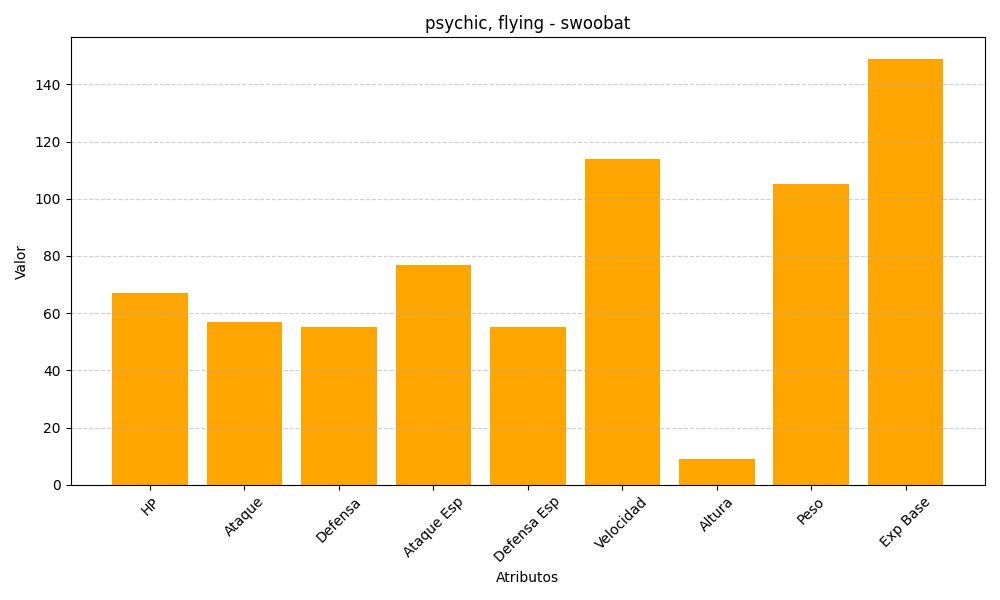 psychic, flying - swoobat
140
120
100
80
60
40
20
0
Valor
HP
Ataque
Defensa
Ataque Esp
Defensa Esp
Velocidad
Altura
Peso
Exp Base
Atributos